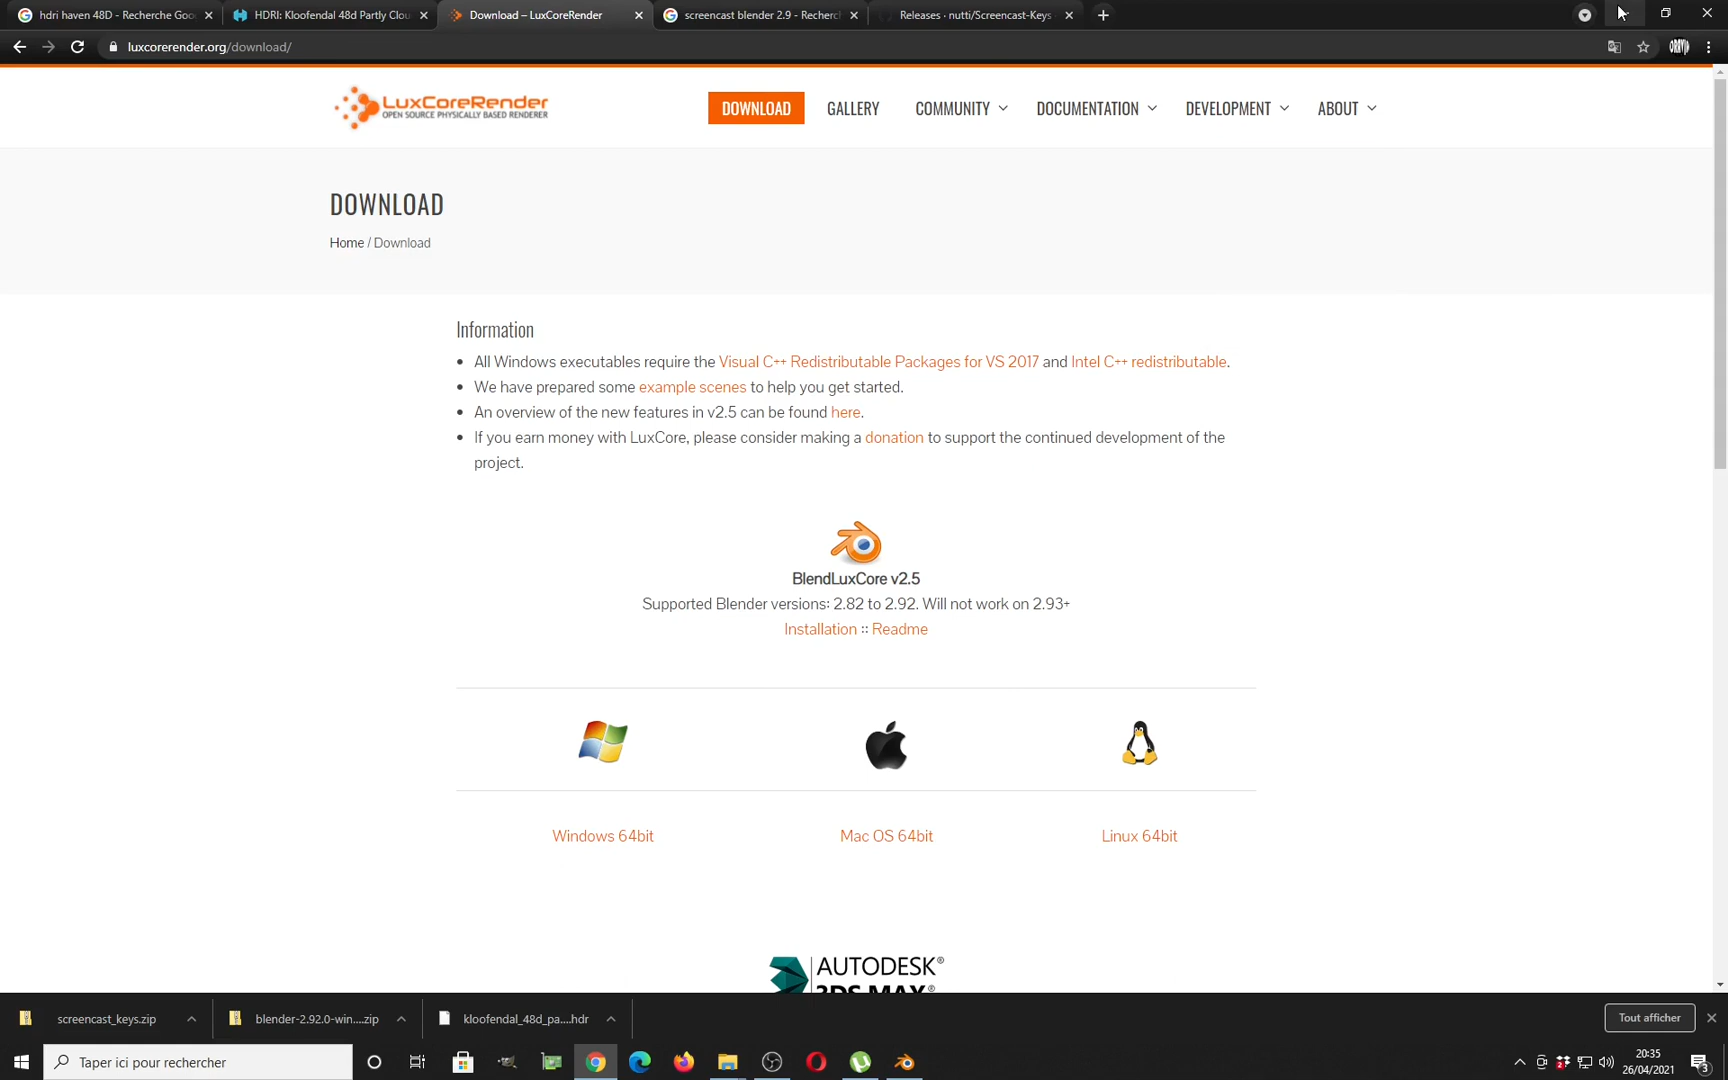 hdri haven 48D - Recherche Goo
HDRI: Kloofendal 48d Partly Clou
Download – LuxCoreRender
screencast blender 2.9 - Recherch
Releases · nutti/Screencast-Keys
luxcorerender.org/download/
LuxCoreRender
OPEN SOURCE PHYSICALLY BASED RENDERER
DOWNLOAD
GALLERY
COMMUNITY
DOCUMENTATION
DEVELOPMENT
ABOUT
DOWNLOAD
Home / Download
Information
All Windows executables require the Visual C++ Redistributable Packages for VS 2017 and Intel C++ redistributable.
We have prepared some example scenes to help you get started.
An overview of the new features in v2.5 can be found here.
If you earn money with LuxCore, please consider making a donation to support the continued development of the
project.
BlendLuxCore v2.5
Supported Blender versions: 2.82 to 2.92. Will not work on 2.93+
Installation :: Readme
Windows 64bit
Mac OS 64bit
Linux 64bit
AUTODESK®
3DS MAX®
screencast_keys.zip
blender-2.92.0-win....zip
kloofendal_48d_pa....hdr
Tout afficher
Taper ici pour rechercher
20:35
26/04/2021
3